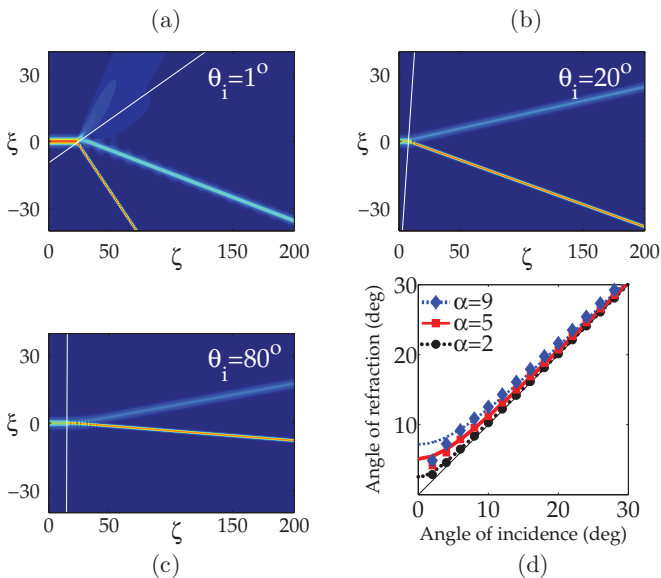 (a) (b)
θi=1o
ξ
30
0
−30
0 50 150 200
ζ
θi=20o
ξ
30
0
−30
0 50 150 200
ζ
θi=80o
ξ
30
0
−30
0 50 150 200
ζ
(c)
α=9
α=5
α=2
Angle of refraction (deg)
30
20
10
0 10 20 30
Angle of incidence (deg)
(d)